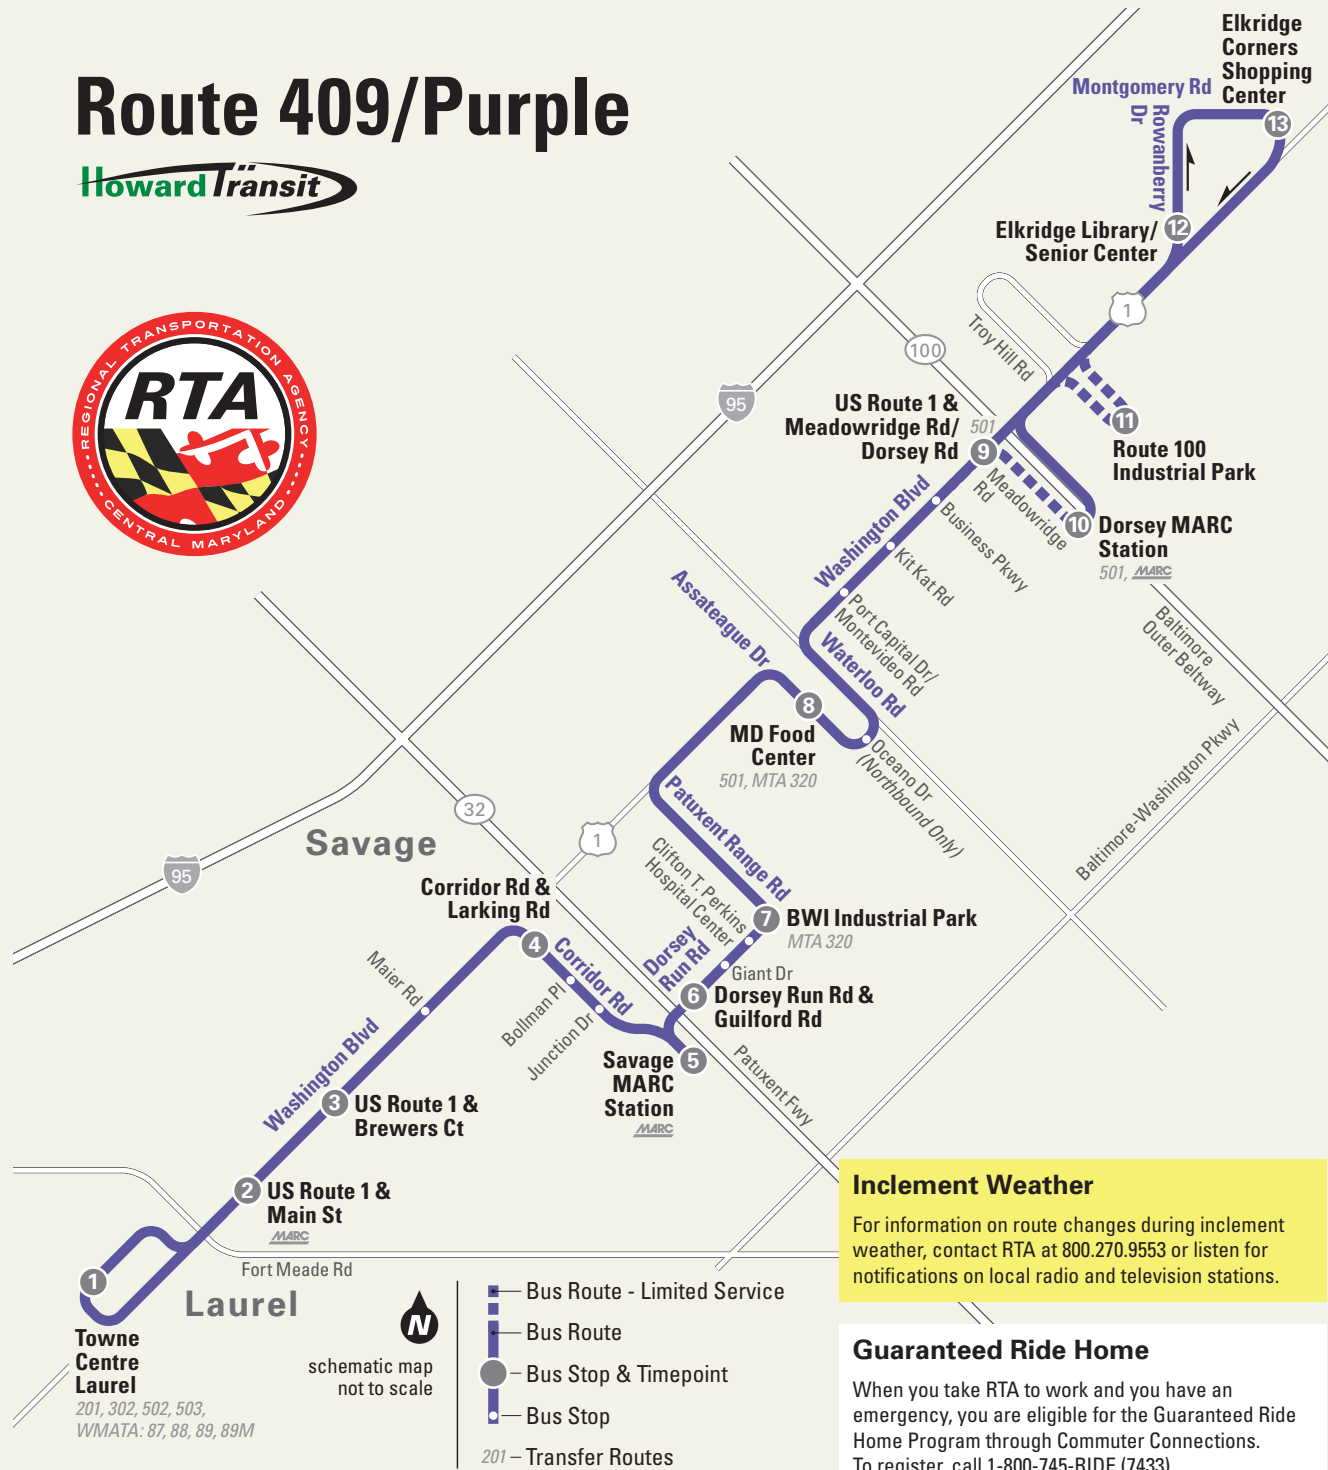 Route 409/Purple
Howard Transit
REGIONAL TRANSPORTATION AGENCY
RTA
CENTRAL MARYLAND
Elkridge
Corners
Shopping
Center
13
Montgomery Rd
Rowanberry
Dr
Elkridge Library/
Senior Center
12
1
Troy Hill Rd
100
95
11
Route 100
Industrial Park
US Route 1 &
Meadowridge Rd/
Dorsey Rd
501
9
Meadowridge
Rd
10
Dorsey MARC
Station
501, MARC
Washington Blvd
Business Pkwy
Kit Kat Rd
Port Capital Dr/
Montevideo Rd
Waterloo Rd
Assateague Dr
8
MD Food
Center
501, MTA 320
Oceano Dr
(Northbound Only)
Baltimore
Outer Beltway
Baltimore-Washington Pkwy
Patuxent Range Rd
32
1
Savage
95
Clifton T. Perkins
Hospital Center
7
BWI Industrial Park
MTA 320
Dorsey
Run Rd
Giant Dr
6
Dorsey Run Rd &
Guilford Rd
Corridor Rd &
Larking Rd
4
Corridor Rd
Maier Rd
Bollman Pl
Junction Dr
Savage
MARC
Station
MARC
5
Patuxent Fwy
Washington Blvd
3
US Route 1 &
Brewers Ct
2
US Route 1 &
Main St
MARC
Fort Meade Rd
1
Laurel
Towne
Centre
Laurel
201, 302, 502, 503,
WMATA: 87, 88, 89, 89M
N
schematic map
not to scale
Bus Route - Limited Service
Bus Route
Bus Stop & Timepoint
Bus Stop
201 – Transfer Routes
Inclement Weather
For information on route changes during inclement
weather, contact RTA at 800.270.9553 or listen for
notifications on local radio and television stations.
Guaranteed Ride Home
When you take RTA to work and you have an
emergency, you are eligible for the Guaranteed Ride
Home Program through Commuter Connections.
To register, call 1-800-745-RIDE (7433)